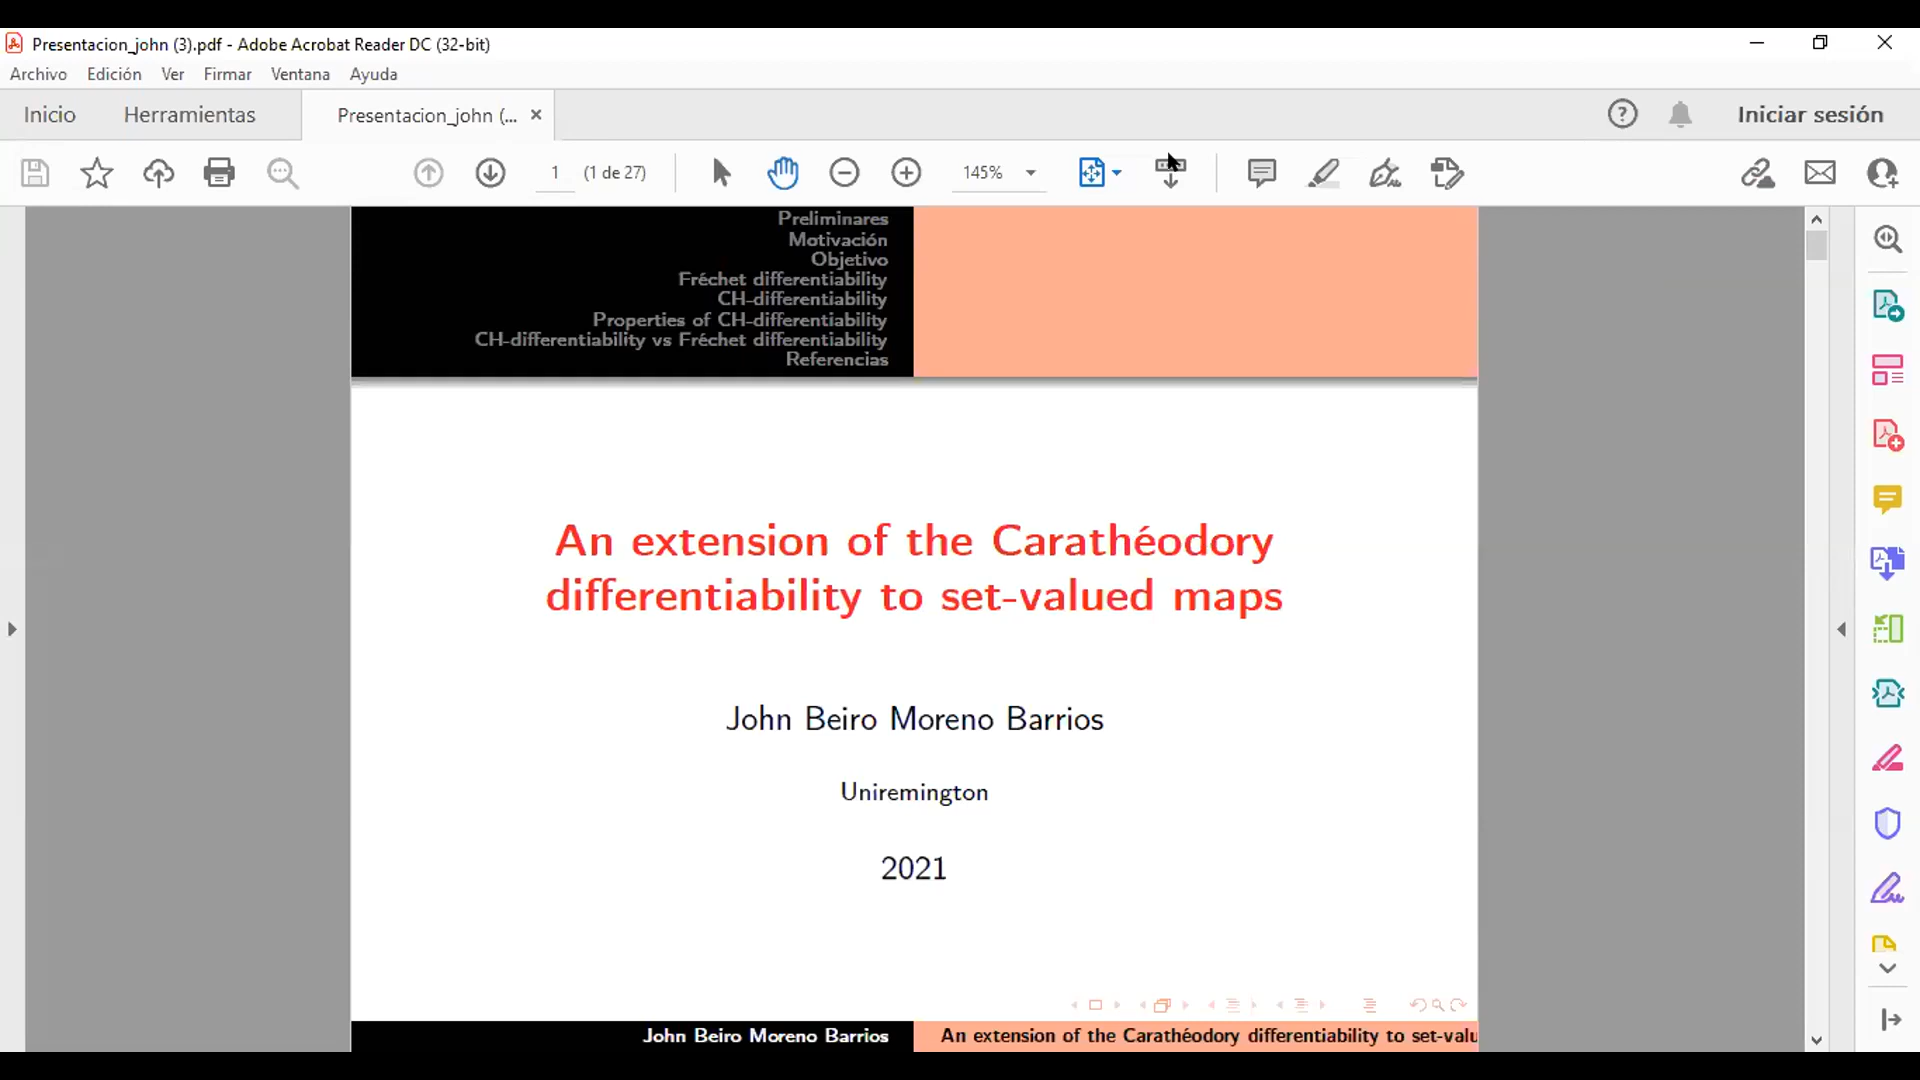 Presentacion_john (3).pdf - Adobe Acrobat Reader DC (32-bit)
Archivo Edición Ver Firmar Ventana Ayuda
Inicio Herramientas Presentacion_john (... × Iniciar sesión
1 (1 de 27) 145%
Preliminares
Motivación
Objetivo
Fréchet differentiability
CH-differentiability
Properties of CH-differentiability
CH-differentiability vs Fréchet differentiability
Referencias
An extension of the Carathéodory
differentiability to set-valued maps
John Beiro Moreno Barrios
Uniremington
2021
John Beiro Moreno Barrios An extension of the Carathéodory differentiability to set-valu